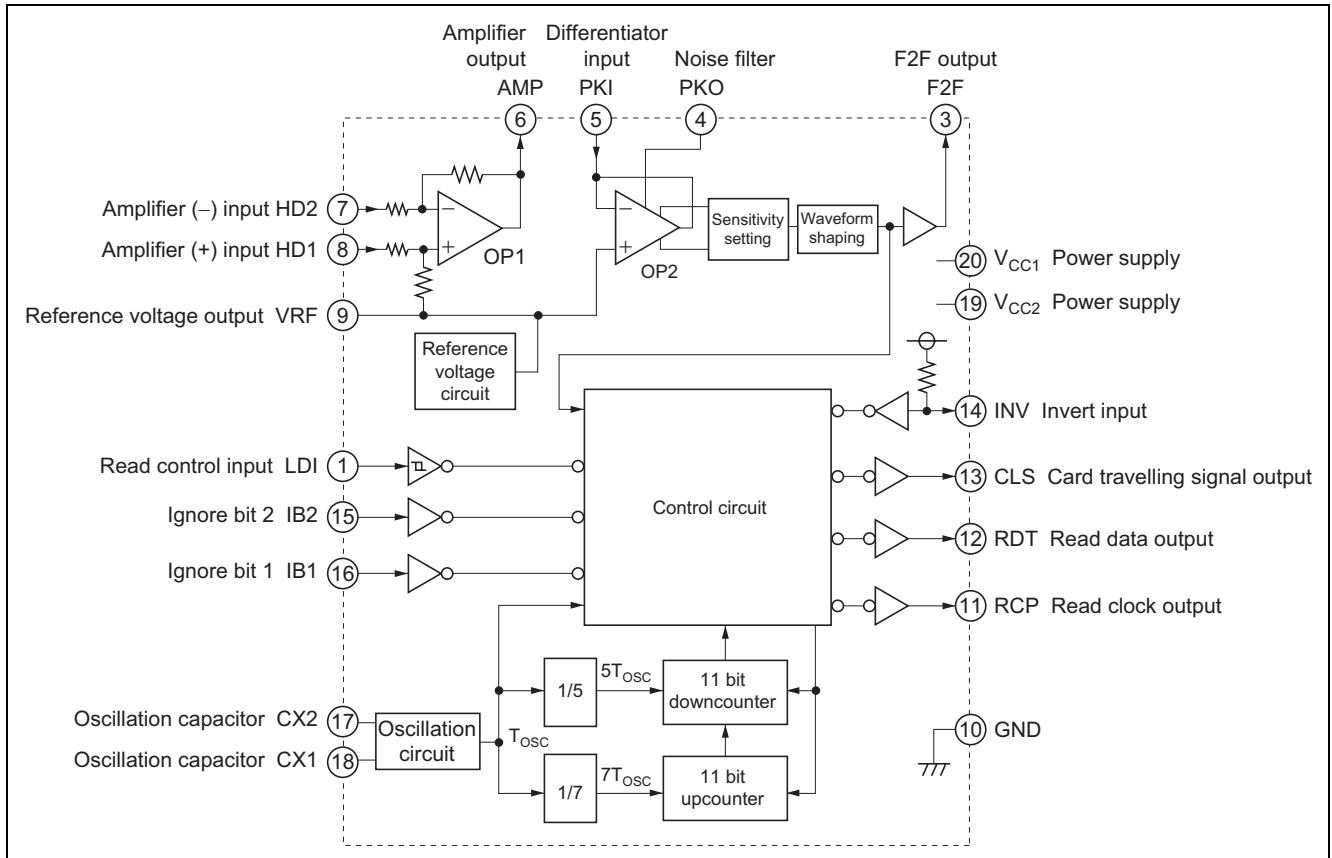 Amplifier output AMP
Differentiator input PKI
Noise filter PKO
F2F output F2F
6
5
4
3
Amplifier (−) input HD2 7
Amplifier (+) input HD1 8
−
+
OP1
−
+
OP2
Sensitivity setting
Waveform shaping
20 VCC1 Power supply
19 VCC2 Power supply
Reference voltage output VRF 9
Reference voltage circuit
14 INV Invert input
Read control input LDI 1
13 CLS Card travelling signal output
Control circuit
Ignore bit 2 IB2 15
12 RDT Read data output
Ignore bit 1 IB1 16
11 RCP Read clock output
1/5
5TOSC
11 bit downcounter
Oscillation capacitor CX2 17
Oscillation circuit
TOSC
10 GND
Oscillation capacitor CX1 18
1/7
7TOSC
11 bit upcounter